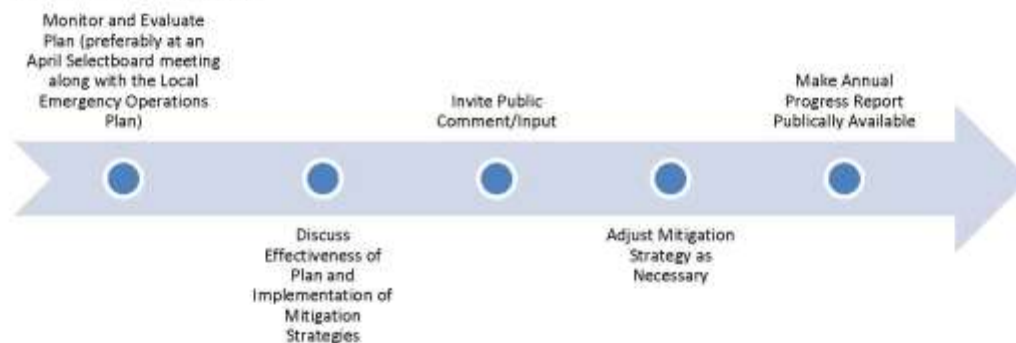 Monitor and Evaluate
Plan (preferably at an
April Selectboard meeting
along with the Local
Emergency Operations
Plan)
Discuss
Effectiveness of
Plan and
Implementation of
Mitigation
Strategies
Invite Public
Comment/Input
Adjust Mitigation
Strategy as
Necessary
Make Annual
Progress Report
Publically Available